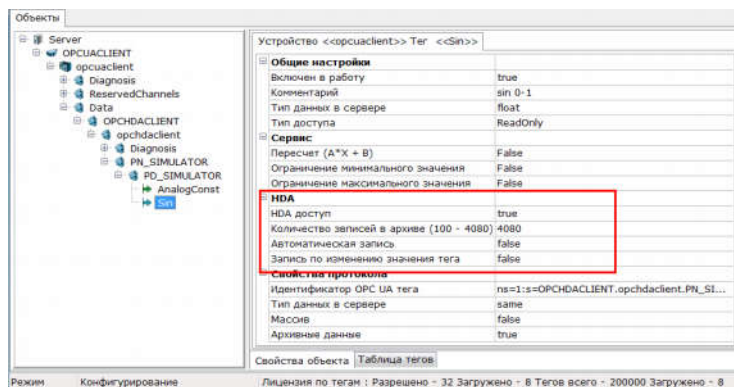 Объекты
Server
OPCUACLIENT
opcuaclient
Diagnosis
ReservedChannels
Data
OPCHDACLIENT
opchdaclient
Diagnosis
PN_SIMULATOR
PD_SIMULATOR
AnalogConst
Sin
Устройство <<opcuaclient>> Тег <<Sin>>
Общие настройки
Включен в работу true
Комментарий sin 0-1
Тип данных в сервере float
Тип доступа ReadOnly
Сервис
Пересчет (A*X + B) False
Ограничение минимального значения False
Ограничение максимального значения False
HDA
HDA доступ true
Количество записей в архиве (100 - 4080) 4080
Автоматическая запись false
Запись по изменению значения тега false
Свойства протокола
Идентификатор OPC UA тега ns=1:s=OPCHDACLIENT.opchdaclient.PN_SI...
Тип данных в сервере same
Массив false
Архивные данные true
Свойства объекта Таблица тегов
Режим Конфигурирование Лицензия по тегам : Разрешено - 32 Загружено - 8 Тегов всего - 200000 Загружено - 8